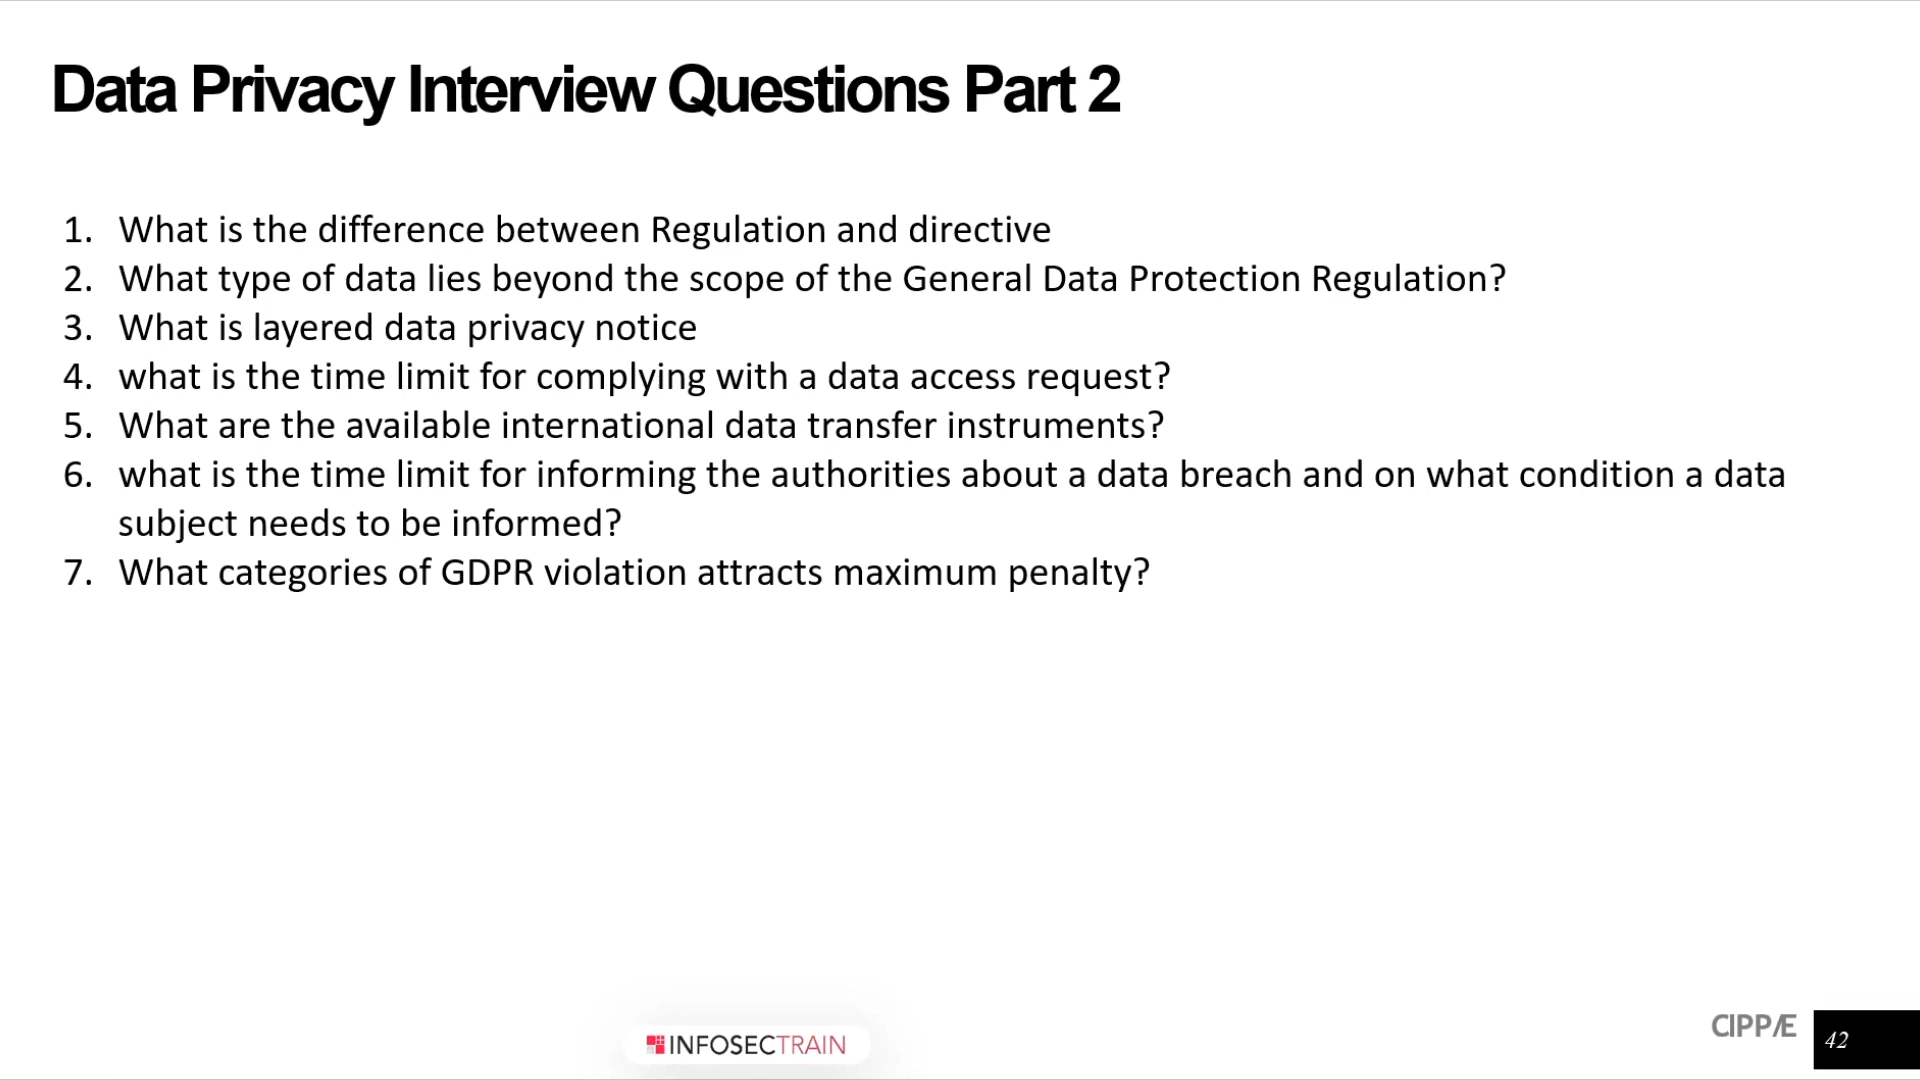 Data Privacy Interview Questions Part 2
1. What is the difference between Regulation and directive
2. What type of data lies beyond the scope of the General Data Protection Regulation?
3. What is layered data privacy notice
4. what is the time limit for complying with a data access request?
5. What are the available international data transfer instruments?
6. what is the time limit for informing the authorities about a data breach and on what condition a data
subject needs to be informed?
7. What categories of GDPR violation attracts maximum penalty?
INFOSECTRAIN
CIPP/E
42